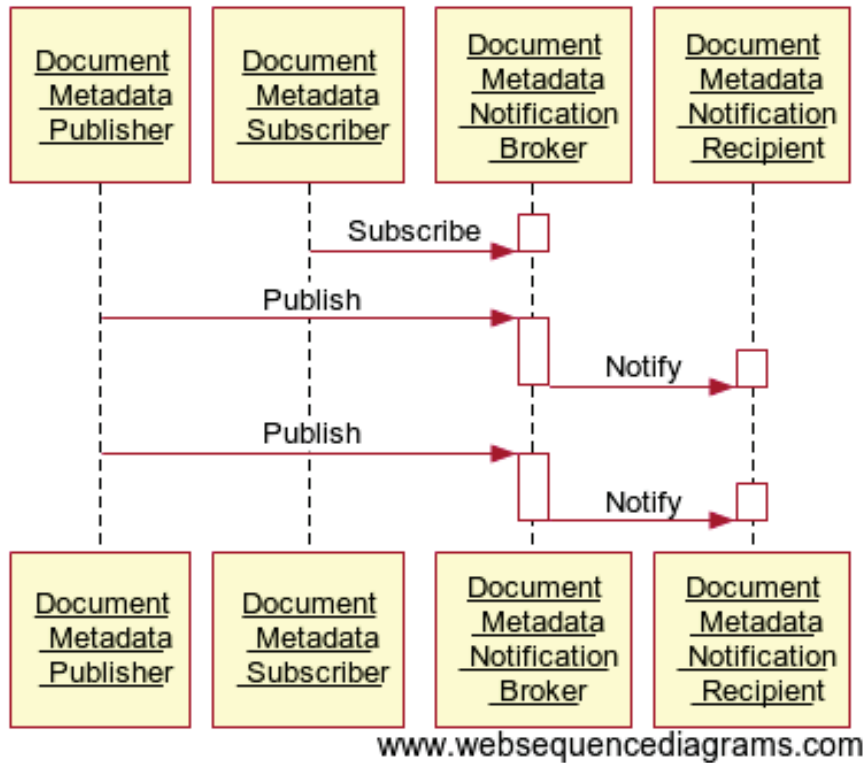 Document
Metadata
Publisher
Document
Metadata
Subscriber
Document
Metadata
Notification
Broker
Document
Metadata
Notification
Recipient
Subscribe
Publish
Notify
Publish
Notify
Document
Metadata
Publisher
Document
Metadata
Subscriber
Document
Metadata
Notification
Broker
Document
Metadata
Notification
Recipient
www.websequencediagrams.com